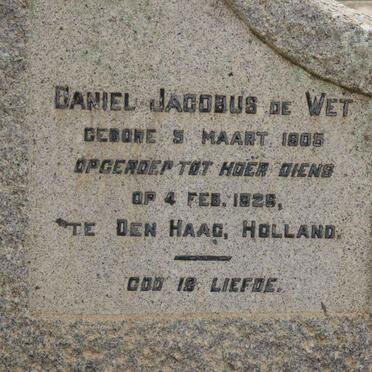 DANIEL JACOBUS DE WET
GEBORE 5 MAART 1905
OPGEROEP TOT HOËR DIENS
OP 4 FEB. 1926,
TE DEN HAAG, HOLLAND.
GOD IS LIEFDE.